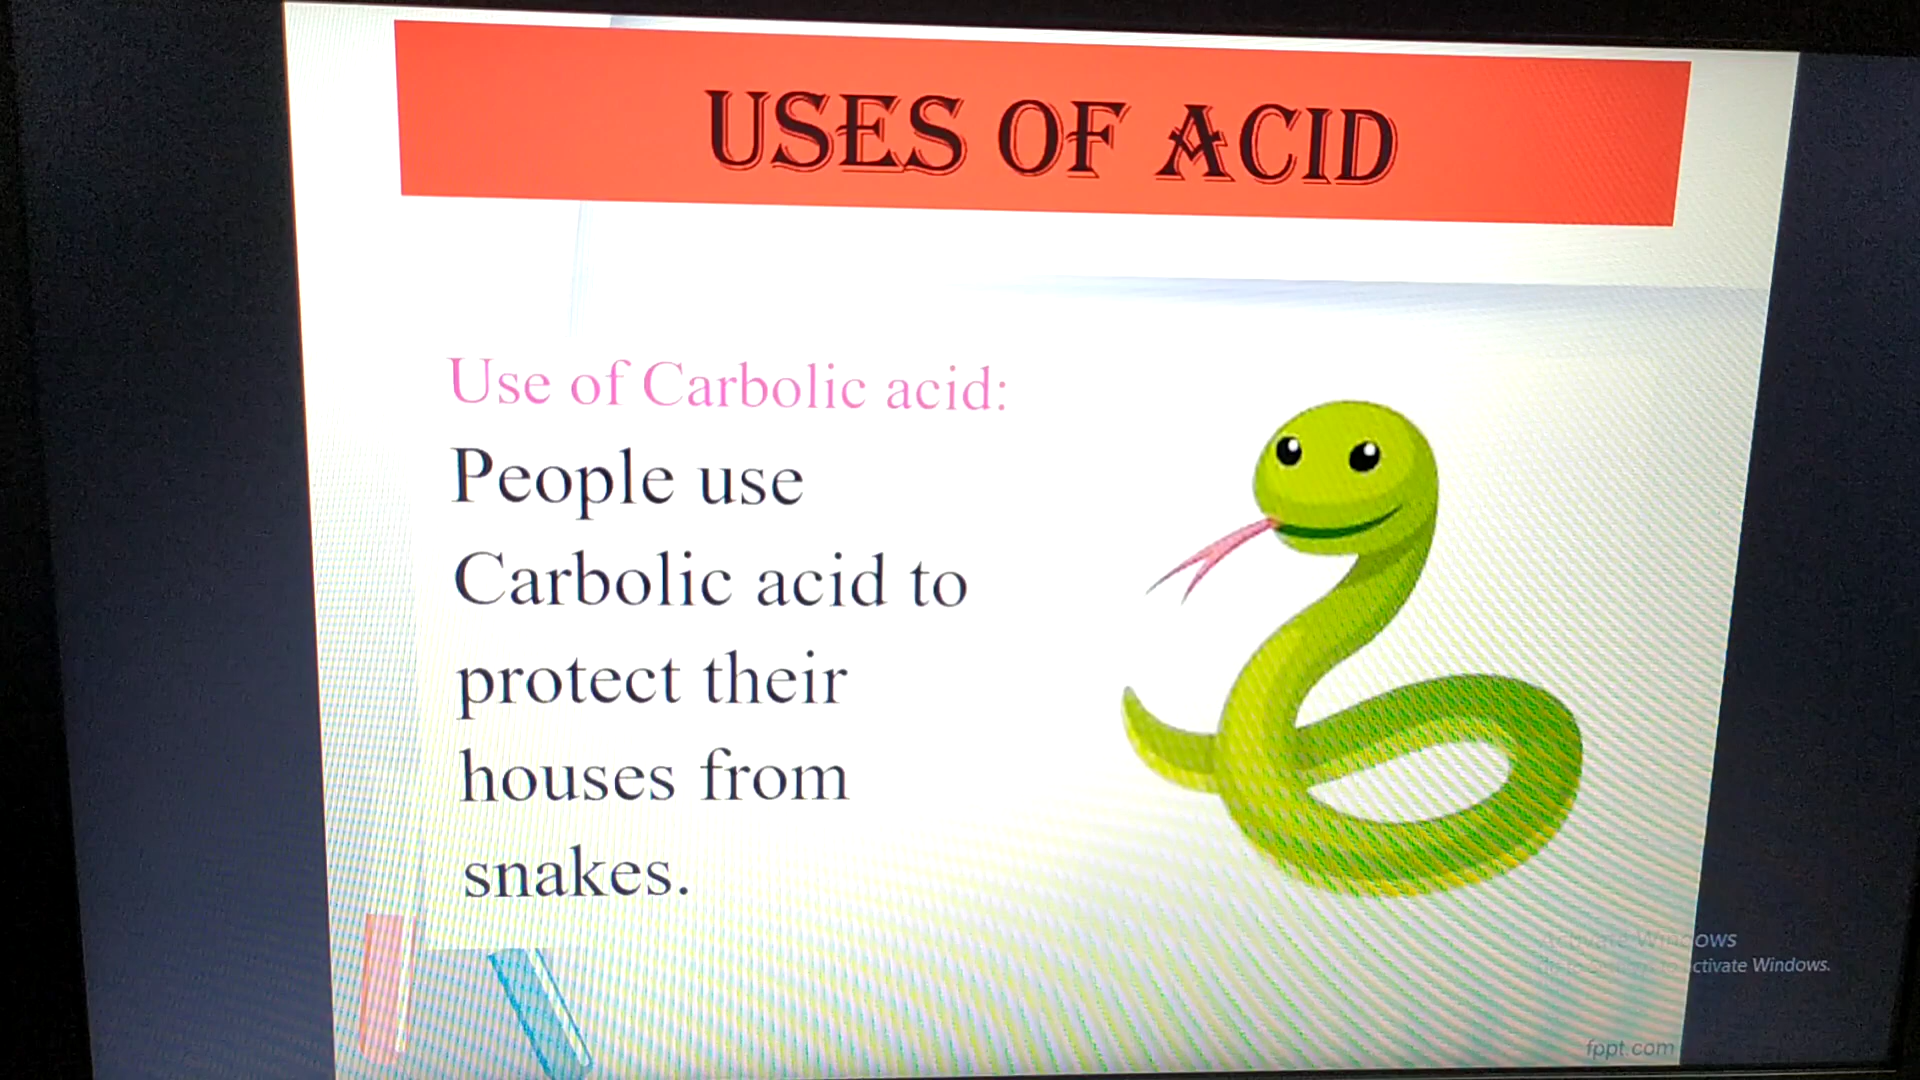 USES OF ACID
Use of Carbolic acid:
People use
Carbolic acid to
protect their
houses from
snakes.
Activate Windows
ctivate Windows.
fppt.com